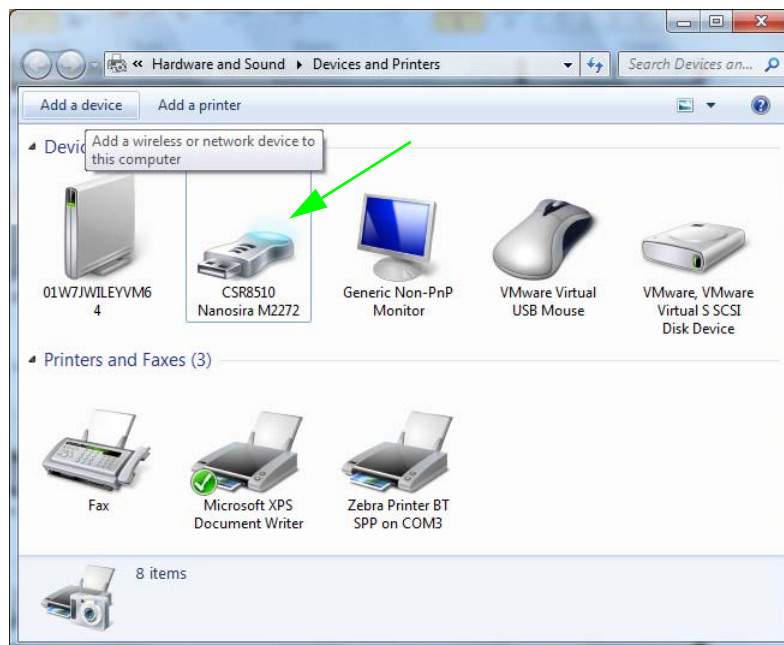 « Hardware and Sound ▸ Devices and Printers
Search Devices an...
Add a device
Add a printer
Devic
Add a wireless or network device to
this computer
01W7JWILEYVM6
4
CSR8510
Nanosira M2272
Generic Non-PnP
Monitor
VMware Virtual
USB Mouse
VMware, VMware
Virtual S SCSI
Disk Device
Printers and Faxes (3)
Fax
Microsoft XPS
Document Writer
Zebra Printer BT
SPP on COM3
8 items